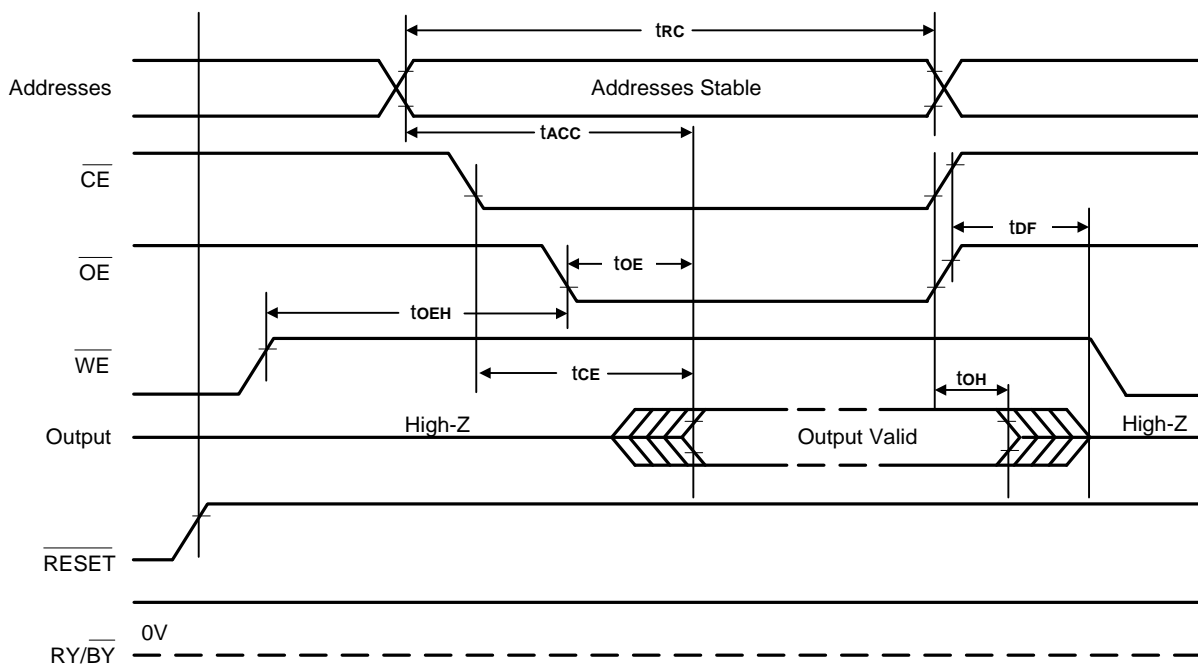 tRC
Addresses
Addresses Stable
tACC
CE
tDF
OE
tOE
tOEH
WE
tCE
tOH
Output
High-Z
Output Valid
High-Z
RESET
0V
RY/BY